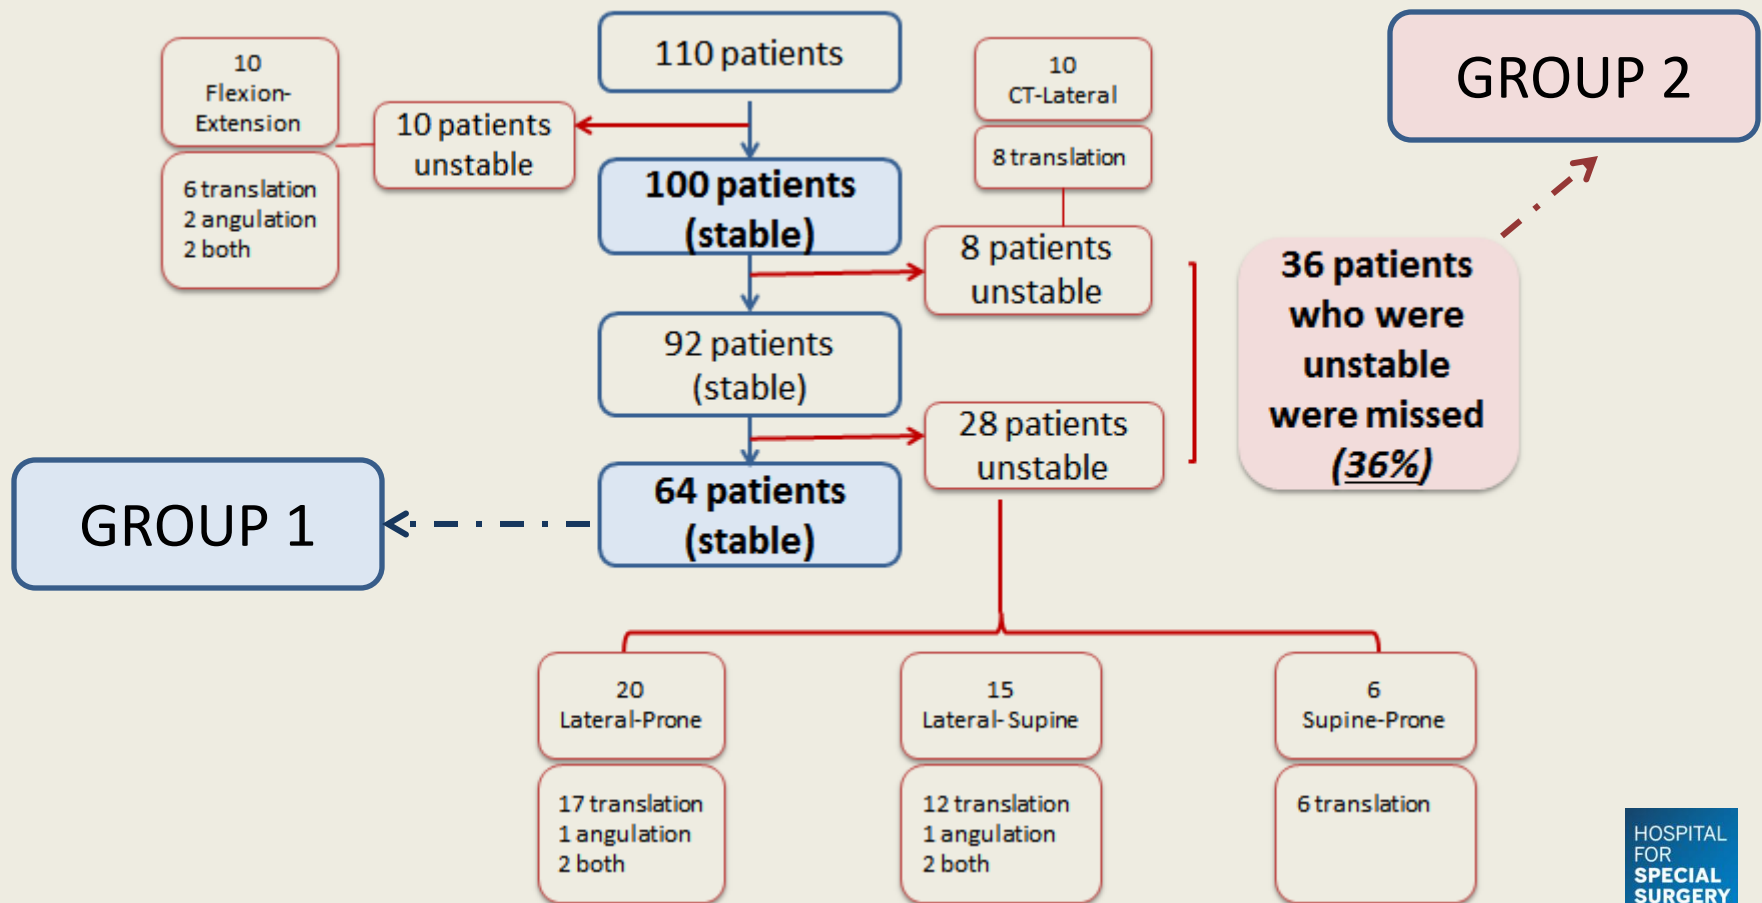 110 patients
10
Flexion-
Extension
6 translation
2 angulation
2 both
10 patients
unstable
100 patients
(stable)
10
CT-Lateral
8 translation
8 patients
unstable
GROUP 2
92 patients
(stable)
28 patients
unstable
36 patients
who were
unstable
were missed
(36%)
64 patients
(stable)
GROUP 1
20
Lateral-Prone
17 translation
1 angulation
2 both
15
Lateral- Supine
12 translation
1 angulation
2 both
6
Supine-Prone
6 translation
HOSPITAL
FOR
SPECIAL
SURGERY